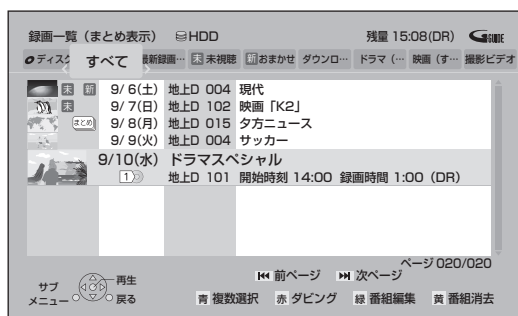 録画一覧（まとめ表示） HDD 残量 15:08(DR) G GUIDE
ディスク すべて 最新録画… 未 未視聴 新 おまかせ ダウンロ… ドラマ（… 映画（す… 撮影ビデオ
未 新 9/ 6(土) 地上D 004 現代
未 9/ 7(日) 地上D 102 映画「K2」
まとめ 9/ 8(月) 地上D 015 夕方ニュース
9/ 9(火) 地上D 004 サッカー
9/10(水) ドラマスペシャル
1 地上D 101 開始時刻 14:00 録画時間 1:00（DR）
ページ 020/020
前ページ 次ページ
サブメニュー 再生 戻る
青 複数選択 赤 ダビング 緑 番組編集 黄 番組消去